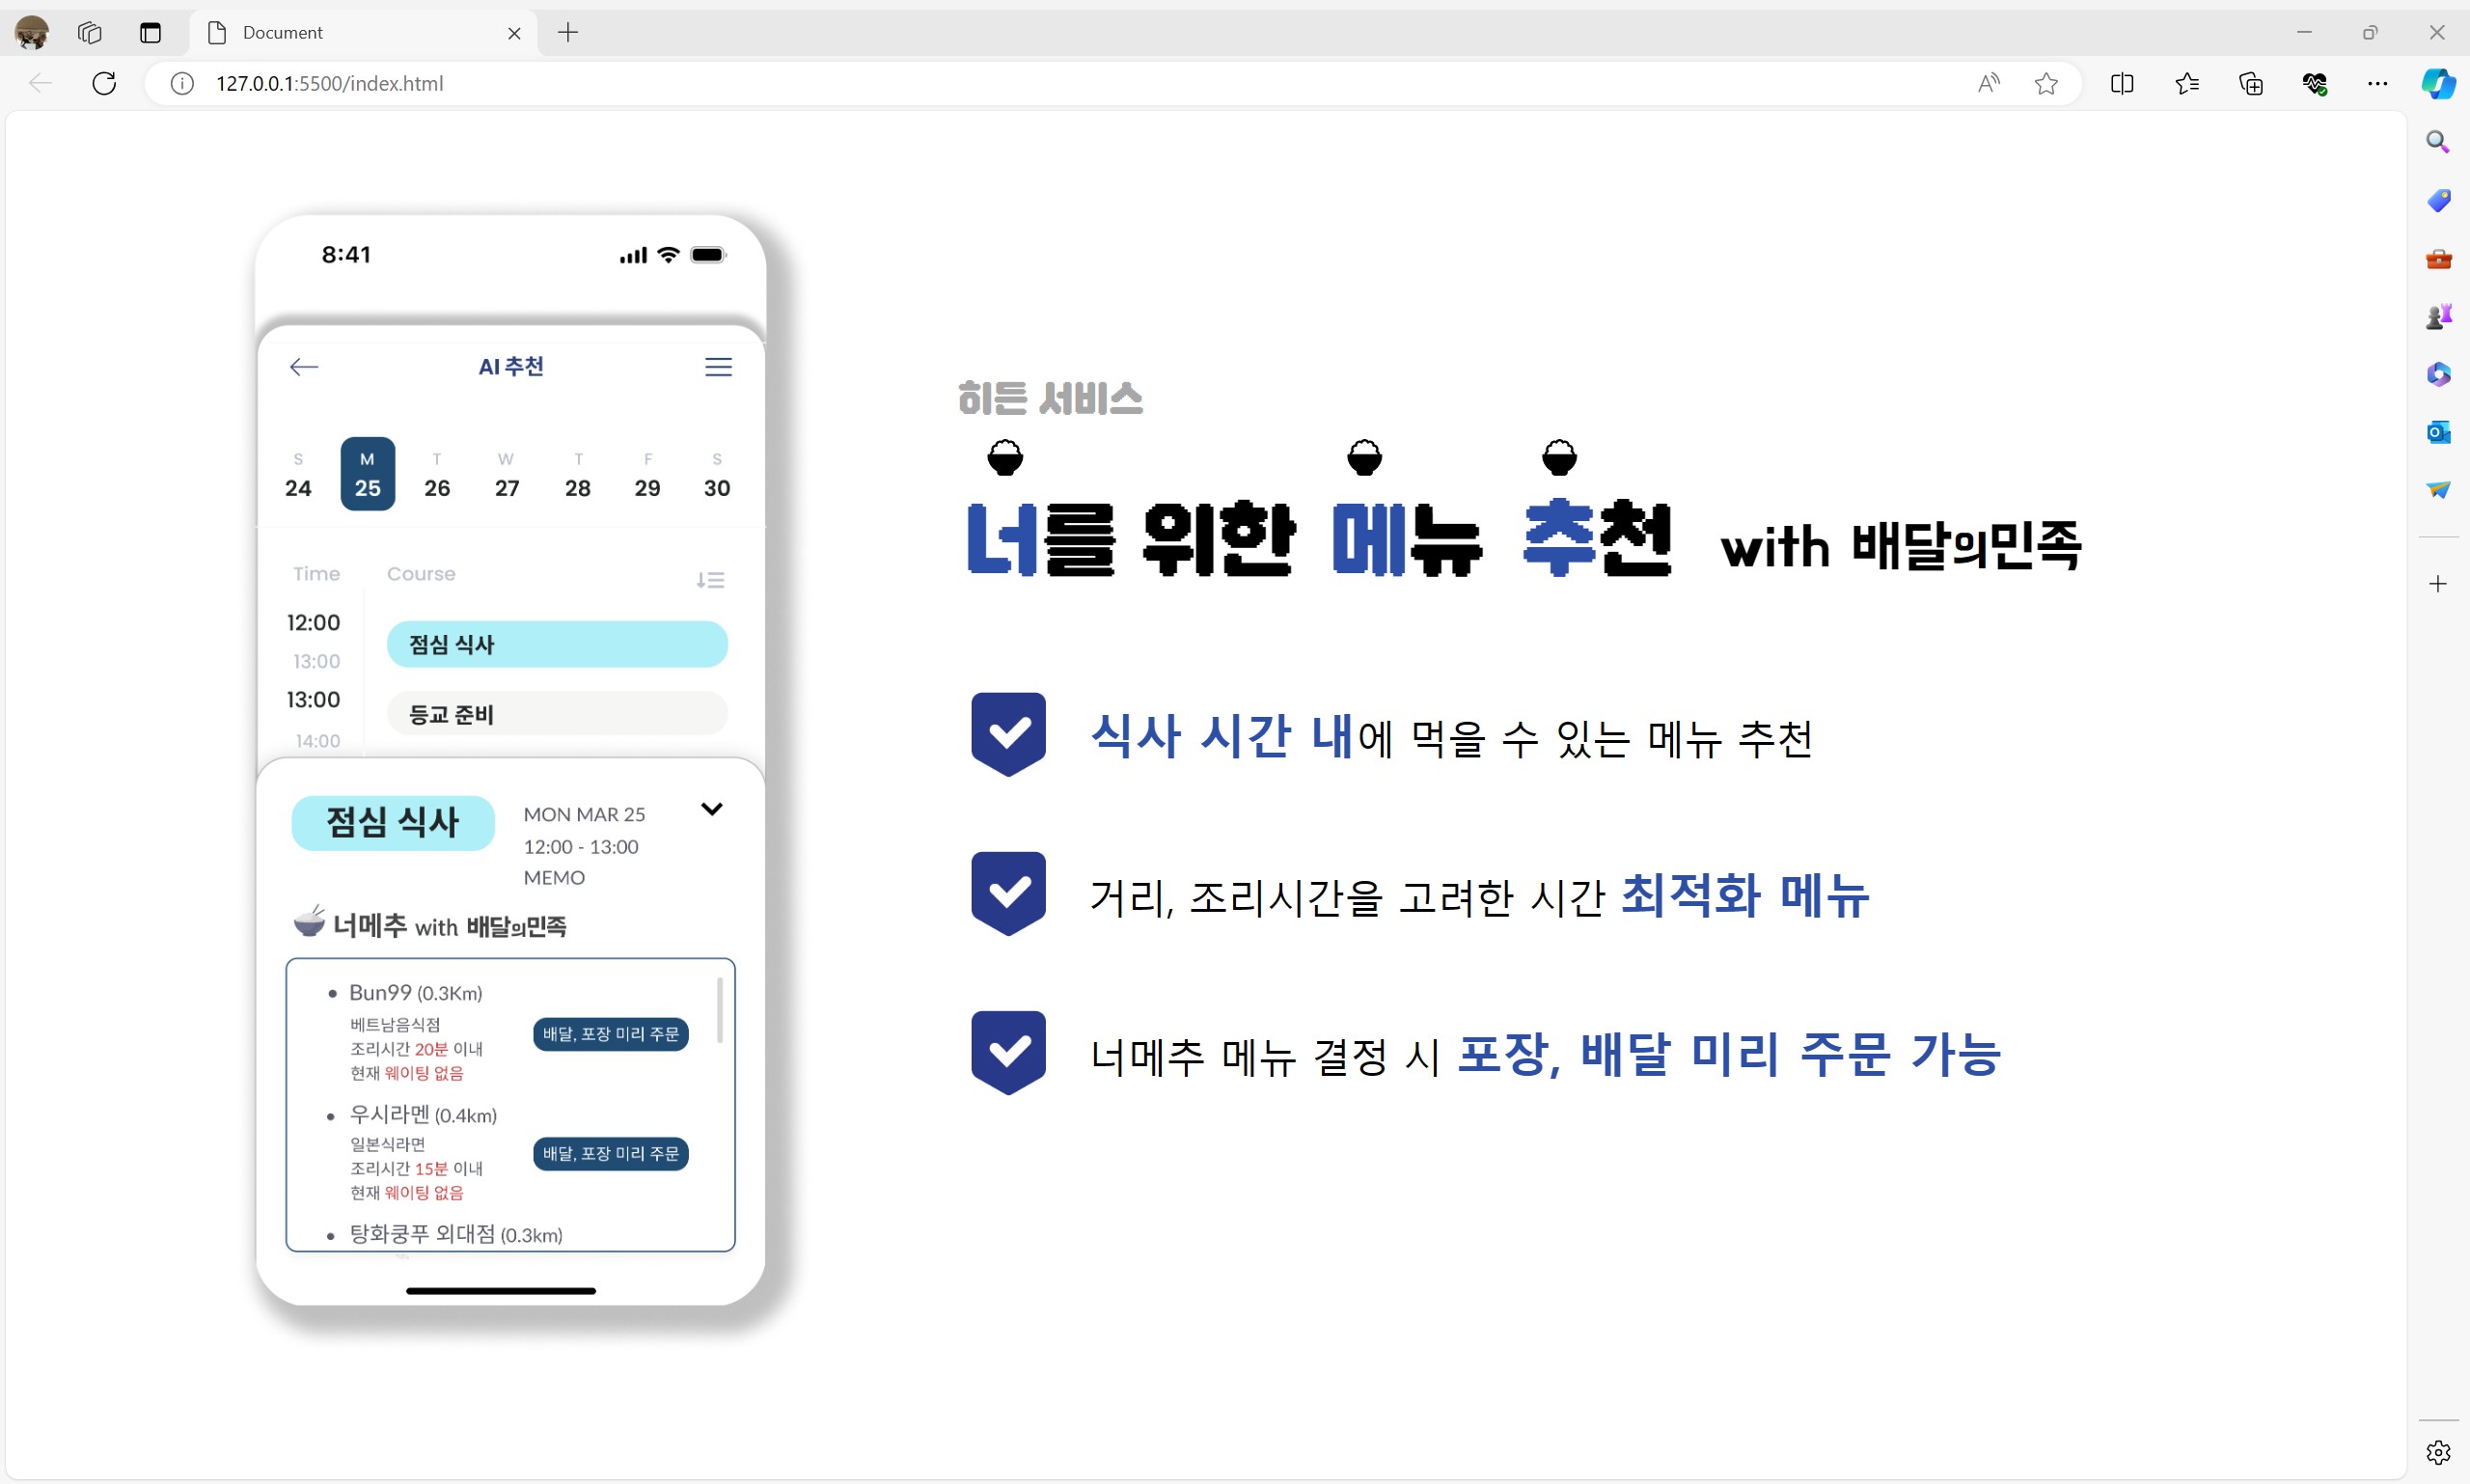 Document
127.0.0.1:5500/index.html
8:41
AI 추천
S M T W T F S
24 25 26 27 28 29 30
Time Course
12:00
점심 식사
13:00
13:00
등교 준비
14:00
점심 식사
MON MAR 25
12:00 - 13:00
MEMO
너메추 with 배달의민족
• Bun99 (0.3Km)
베트남음식점
조리시간 20분 이내
현재 웨이팅 없음
배달, 포장 미리 주문
• 우시라멘 (0.4km)
일본식라면
조리시간 15분 이내
현재 웨이팅 없음
배달, 포장 미리 주문
• 탕화쿵푸 외대점 (0.3km)
히든 서비스
너를 위한 메뉴 추천 with 배달의민족
식사 시간 내에 먹을 수 있는 메뉴 추천
거리, 조리시간을 고려한 시간 최적화 메뉴
너메추 메뉴 결정 시 포장, 배달 미리 주문 가능